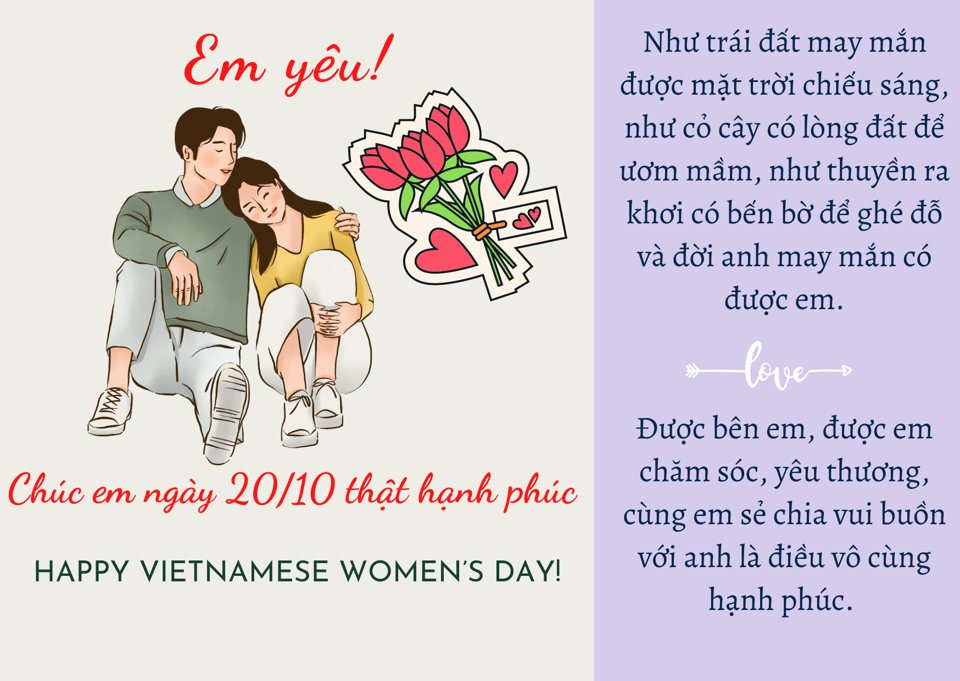 Em yêu!
Chúc em ngày 20/10 thật hạnh phúc
HAPPY VIETNAMESE WOMEN'S DAY!
Như trái đất may mắn
được mặt trời chiếu sáng,
như cỏ cây có lòng đất để
ươm mầm, như thuyền ra
khơi có bến bờ để ghé đỗ
và đời anh may mắn có
được em.
love
Được bên em, được em
chăm sóc, yêu thương,
cùng em sẻ chia vui buồn
với anh là điều vô cùng
hạnh phúc.